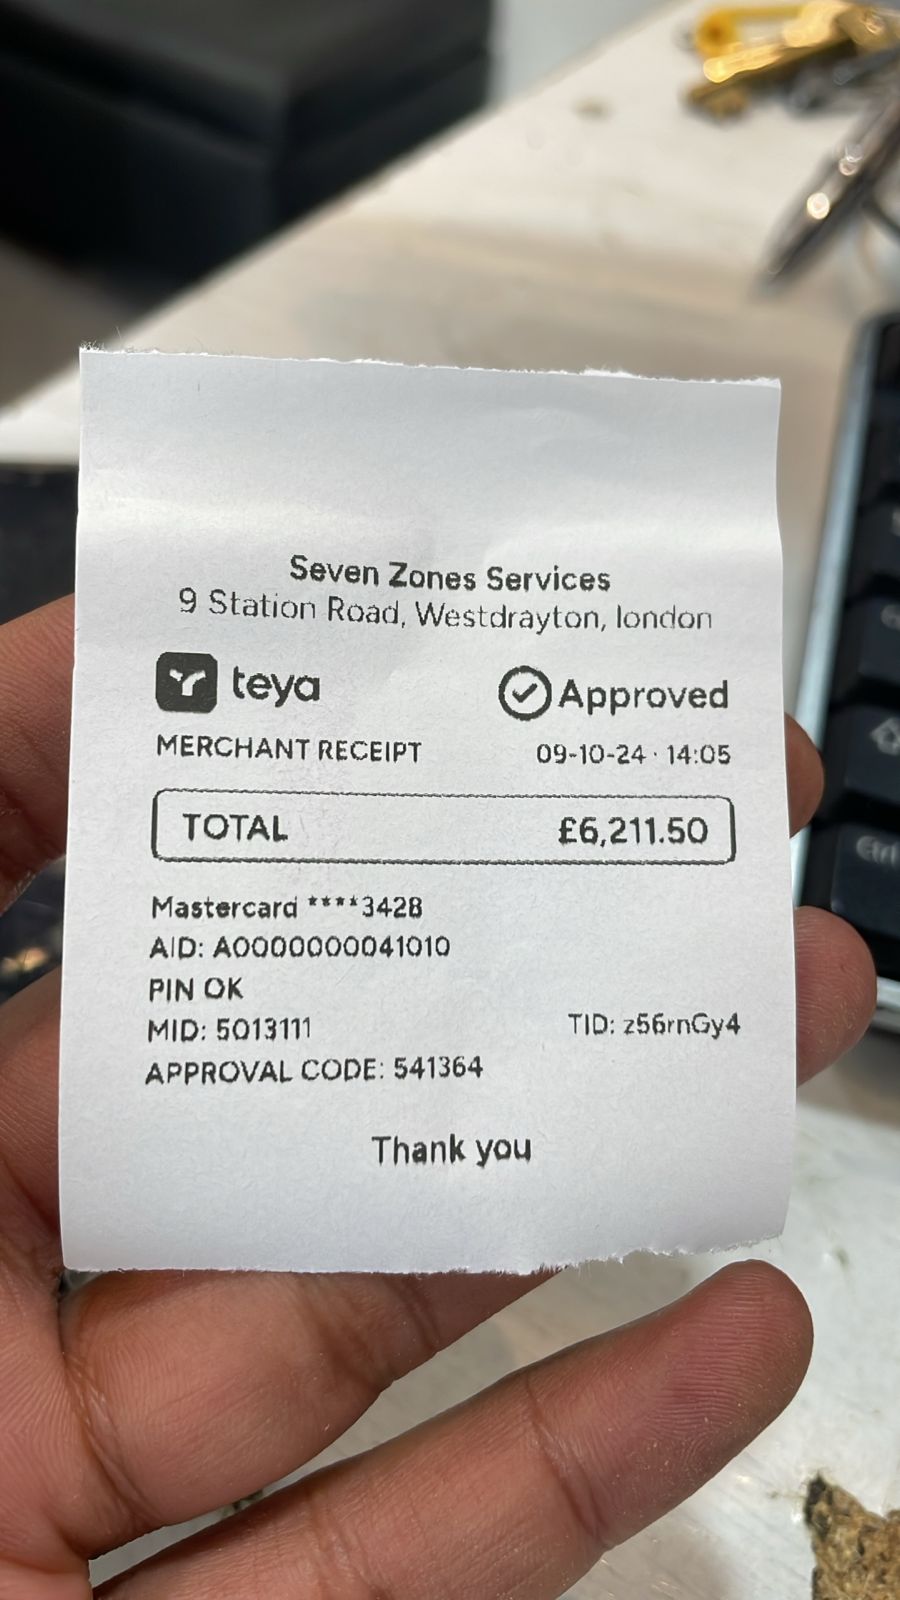 Seven Zones Services
9 Station Road, Westdrayton, london
teya
Approved
MERCHANT RECEIPT 09-10-24 · 14:05
TOTAL £6,211.50
Mastercard ****3428
AID: A0000000041010
PIN OK
MID: 5013111 TID: z56rnGy4
APPROVAL CODE: 541364
Thank you
Ctrl